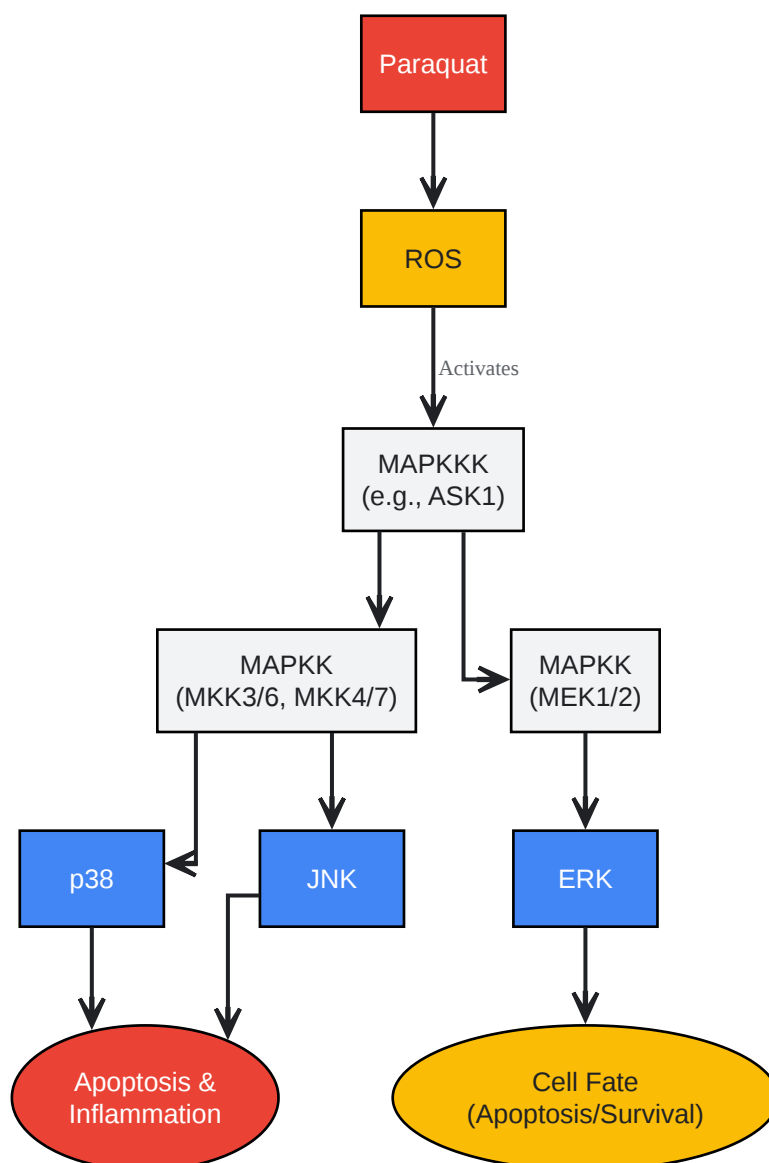 Paraquat
ROS
Activates
MAPKKK
(e.g., ASK1)
MAPKK
(MKK3/6, MKK4/7)
MAPKK
(MEK1/2)
p38
JNK
ERK
Apoptosis &
Inflammation
Cell Fate
(Apoptosis/Survival)